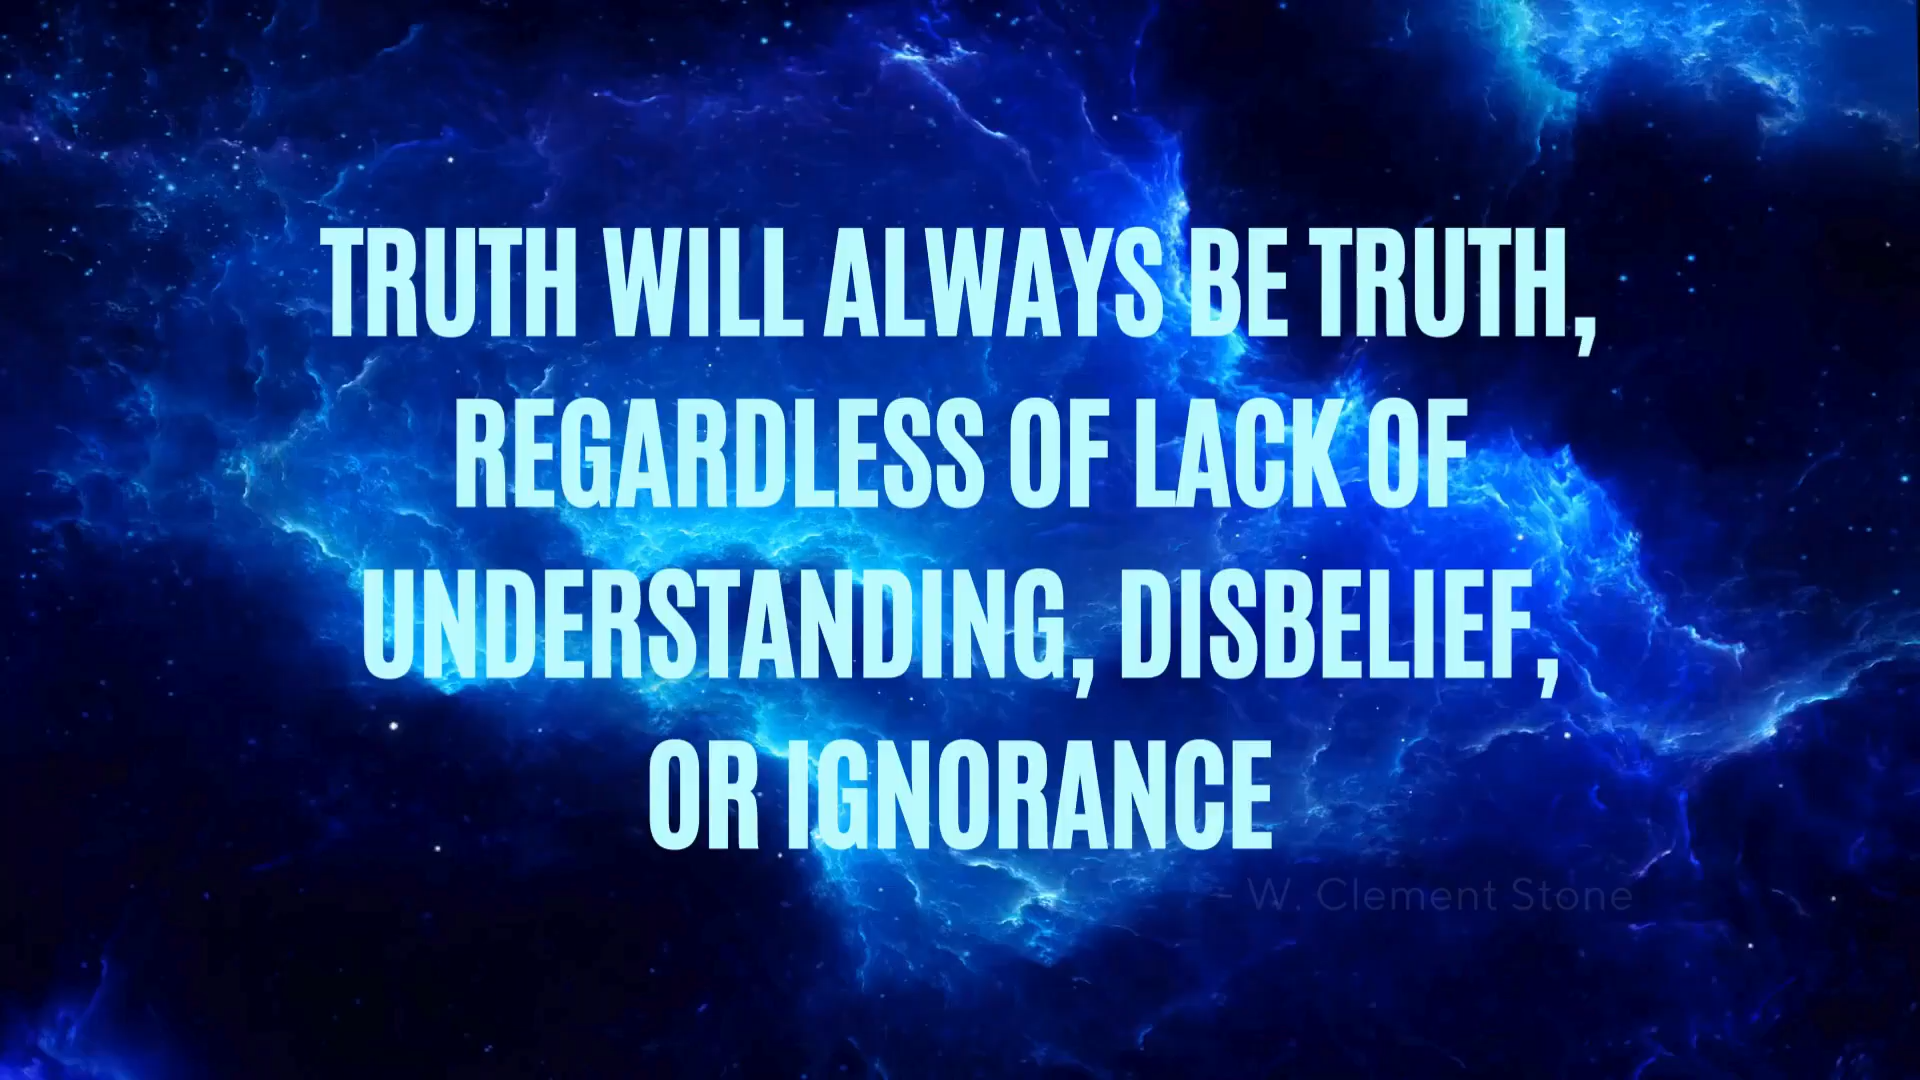 TRUTH WILL ALWAYS BE TRUTH,
REGARDLESS OF LACK OF
UNDERSTANDING, DISBELIEF,
OR IGNORANCE
- W. Clement Stone